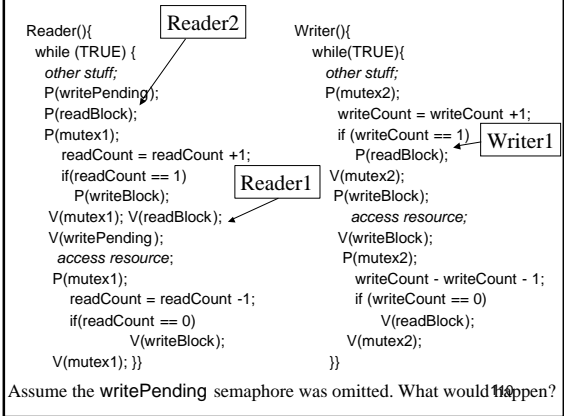 Reader2
Reader(){
while (TRUE) {
other stuff;
P(writePending);
P(readBlock);
P(mutex1);
readCount = readCount +1;
if(readCount == 1)
P(writeBlock);
V(mutex1); V(readBlock);
V(writePending);
access resource;
P(mutex1);
readCount = readCount -1;
if(readCount == 0)
V(writeBlock);
V(mutex1); }}
Reader1
Writer(){
while(TRUE){
other stuff;
P(mutex2);
writeCount = writeCount +1;
if (writeCount == 1)
P(readBlock);
V(mutex2);
P(writeBlock);
access resource;
V(writeBlock);
P(mutex2);
writeCount - writeCount - 1;
if (writeCount == 0)
V(readBlock);
V(mutex2);
}}
Writer1
Assume the writePending semaphore was omitted. What would happen?